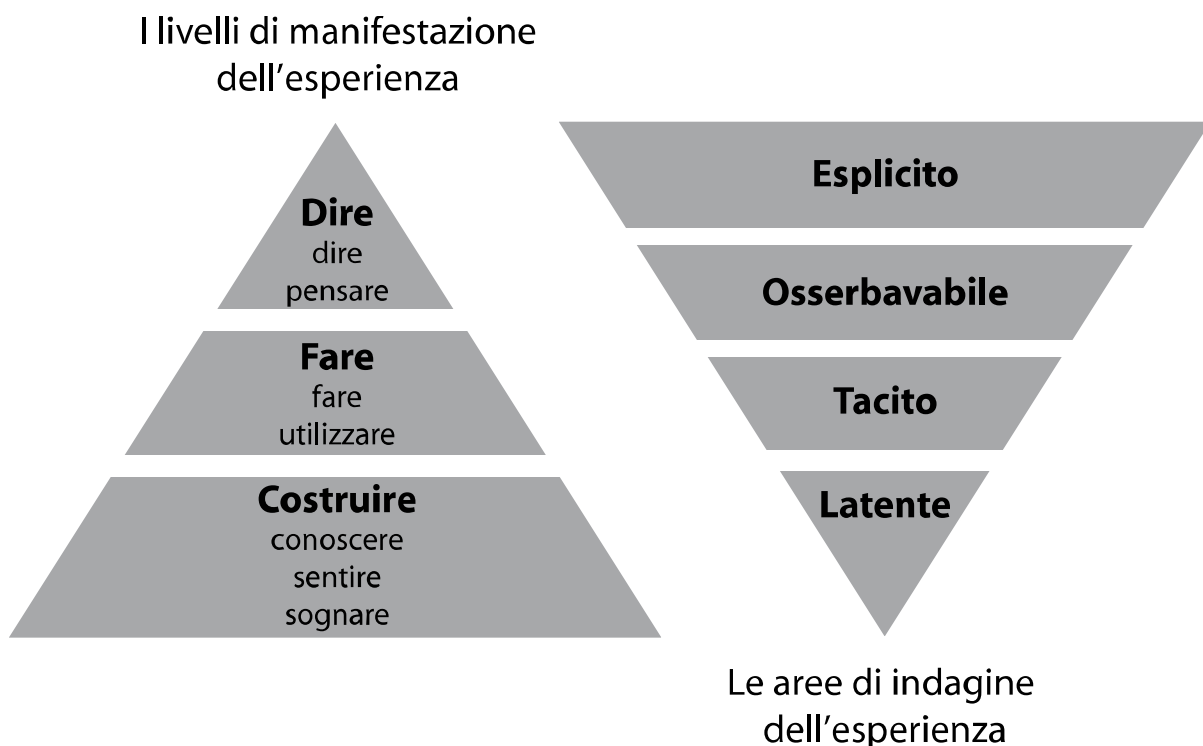 I livelli di manifestazione
dell'esperienza
Dire
dire
pensare
Fare
fare
utilizzare
Costruire
conoscere
sentire
sognare
Esplicito
Osserbavabile
Tacito
Latente
Le aree di indagine
dell'esperienza